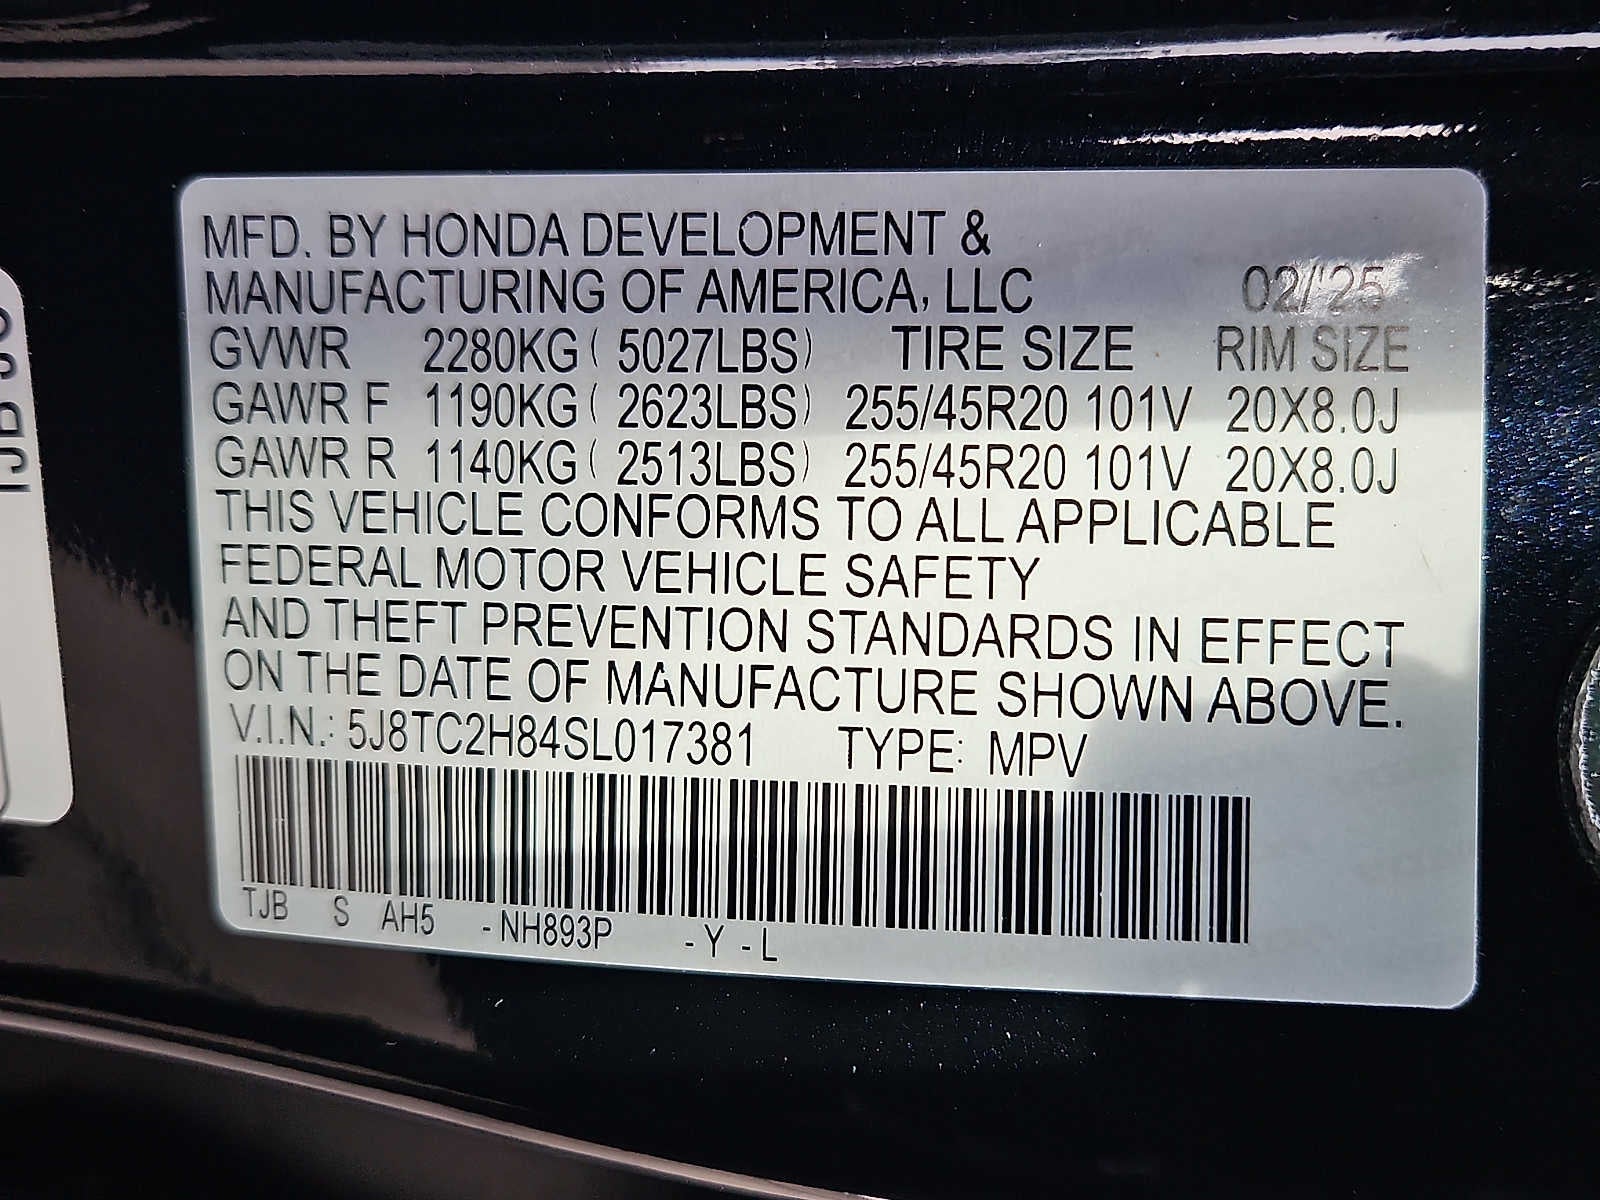 MFD. BY HONDA DEVELOPMENT &
MANUFACTURING OF AMERICA, LLC 02/'25
GVWR 2280KG ( 5027LBS) TIRE SIZE RIM SIZE
GAWR F 1190KG ( 2623LBS) 255/45R20 101V 20X8.0J
GAWR R 1140KG ( 2513LBS) 255/45R20 101V 20X8.0J
THIS VEHICLE CONFORMS TO ALL APPLICABLE
FEDERAL MOTOR VEHICLE SAFETY
AND THEFT PREVENTION STANDARDS IN EFFECT
ON THE DATE OF MANUFACTURE SHOWN ABOVE.
V.I.N.: 5J8TC2H84SL017381 TYPE: MPV
TJB S AH5 - NH893P - Y - L
TJB